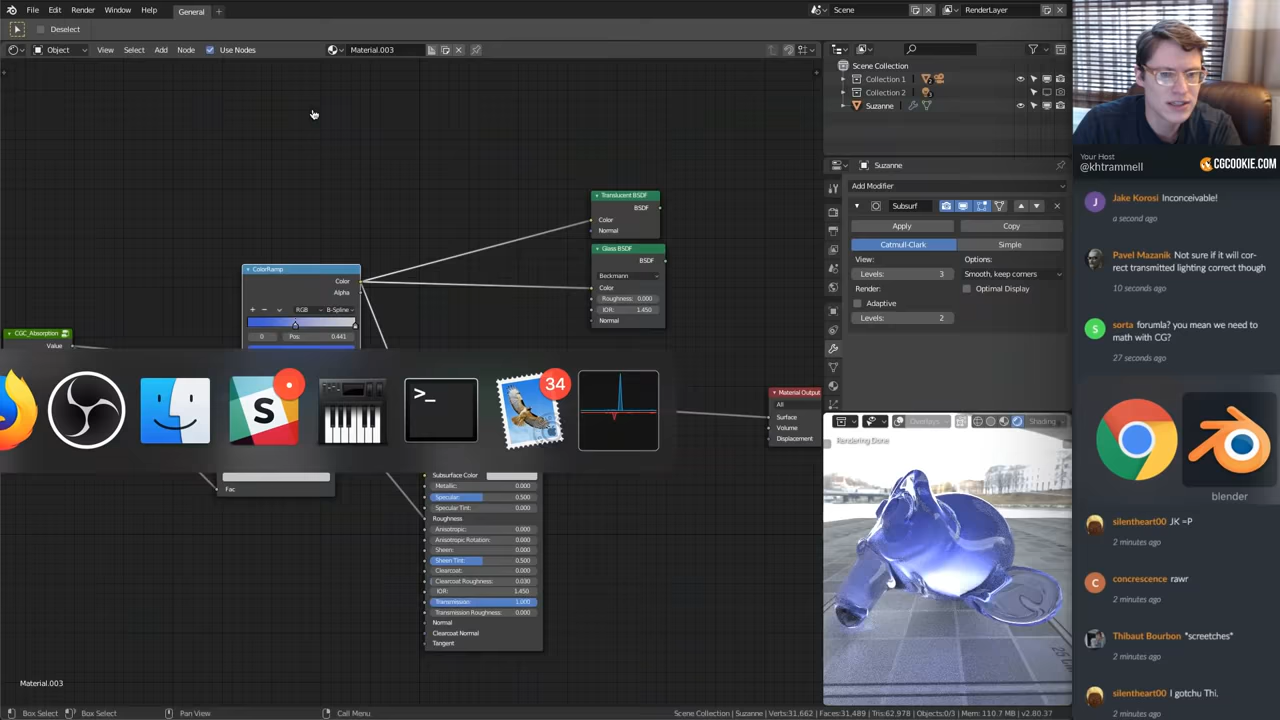 File Edit Render Window Help General +
Scene
RenderLayer
Deselect
Object View Select Add Node Use Nodes
Material.003
Scene Collection
Collection 1
Collection 2
Suzanne
Suzanne
Add Modifier
Subsurf
Apply Copy
Catmull-Clark Simple
View: Options:
Levels: 3 Smooth, keep corners
Render: Optimal Display
Adaptive
Levels: 2
Translucent BSDF
BSDF
Color
Normal
Glass BSDF
BSDF
Beckmann
Color
Roughness: 0.000
IOR: 1.450
Normal
ColorRamp
Color
Alpha
+ − RGB B-Spline
0 Pos: 0.441
CGC_Absorption
Value
Material Output
All
Surface
Volume
Displacement
S
>_
34
blender
Fac
Subsurface Color
Metallic: 0.000
Specular: 0.500
Specular Tint: 0.000
Roughness
Anisotropic: 0.000
Anisotropic Rotation: 0.000
Sheen: 0.000
Sheen Tint: 0.500
Clearcoat: 0.000
Clearcoat Roughness: 0.030
IOR: 1.450
Transmission: 1.000
Transmission Roughness: 0.000
Normal
Clearcoat Normal
Tangent
Overlays Shading
Rendering Done
Material.003
Box Select Box Select Pan View Call Menu
Scene Collection | Suzanne | Verts:31,662 | Faces:31,489 | Tris:62,978 | Objects:0/3 | Mem: 110.7 MB | v2.80.37
Your Host
@khtrammell
CGCOOKIE.COM
J Jake Korosi Inconceivable!
a second ago
Pavel Mazanik Not sure if it will cor-
rect transmitted lighting correct though
10 seconds ago
S sorta forumla? you mean we need to
math with CG?
27 seconds ago
silentheart00 JK =P
2 minutes ago
C concrescence rawr
2 minutes ago
Thibaut Bourbon *screetches*
2 minutes ago
silentheart00 I gotchu Thi.
2 minutes ago